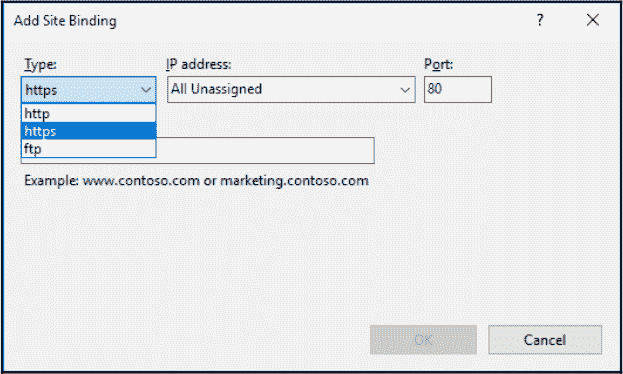 Add Site Binding ? ×
Type: IP address: Port:
https All Unassigned 80
http
https
ftp
Example: www.contoso.com or marketing.contoso.com
OK Cancel